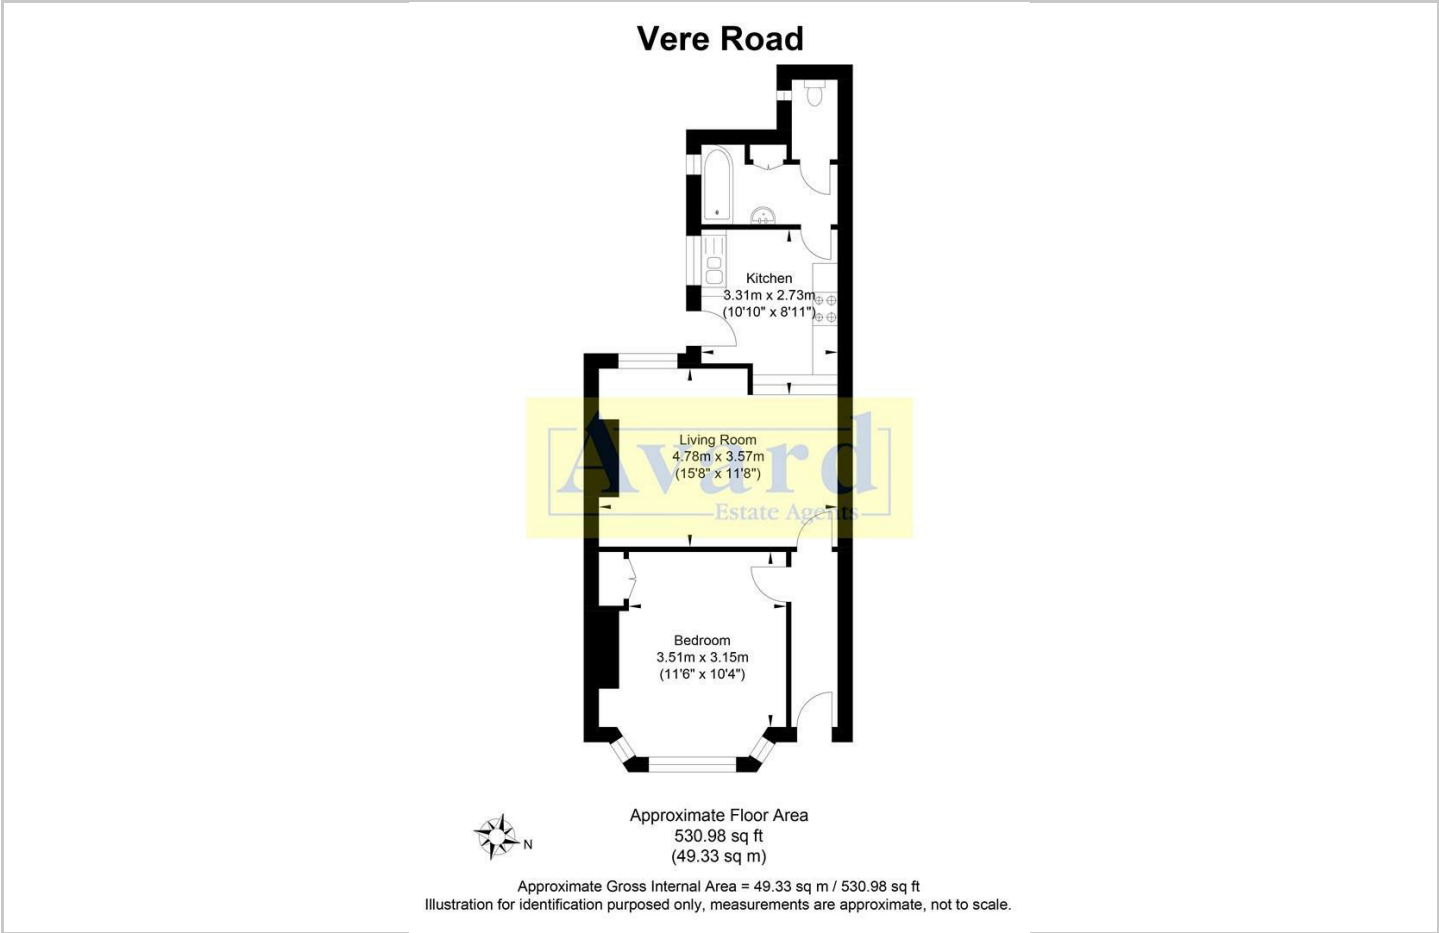 Vere Road
Kitchen
3.31m x 2.73m
(10'10" x 8'11")
Living Room
4.78m x 3.57m
(15'8" x 11'8")
Avard
Estate Agents
Bedroom
3.51m x 3.15m
(11'6" x 10'4")
N
Approximate Floor Area
530.98 sq ft
(49.33 sq m)
Approximate Gross Internal Area = 49.33 sq m / 530.98 sq ft
Illustration for identification purposed only, measurements are approximate, not to scale.